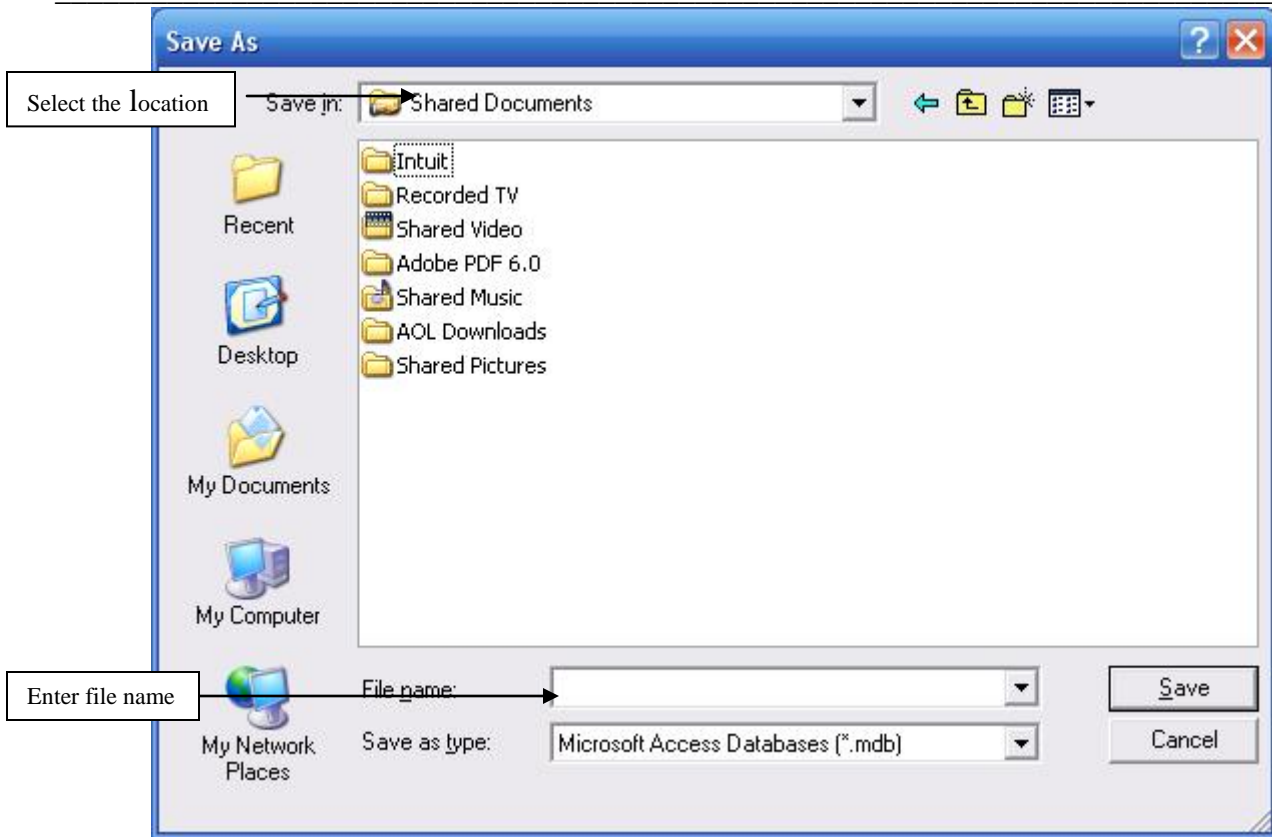 Save As
Select the location
Save in:
Shared Documents
Intuit
Recorded TV
Shared Video
Adobe PDF 6.0
Shared Music
AOL Downloads
Shared Pictures
Recent
Desktop
My Documents
My Computer
My Network
Places
Enter file name
File name:
Save
Save as type:
Microsoft Access Databases (*.mdb)
Cancel